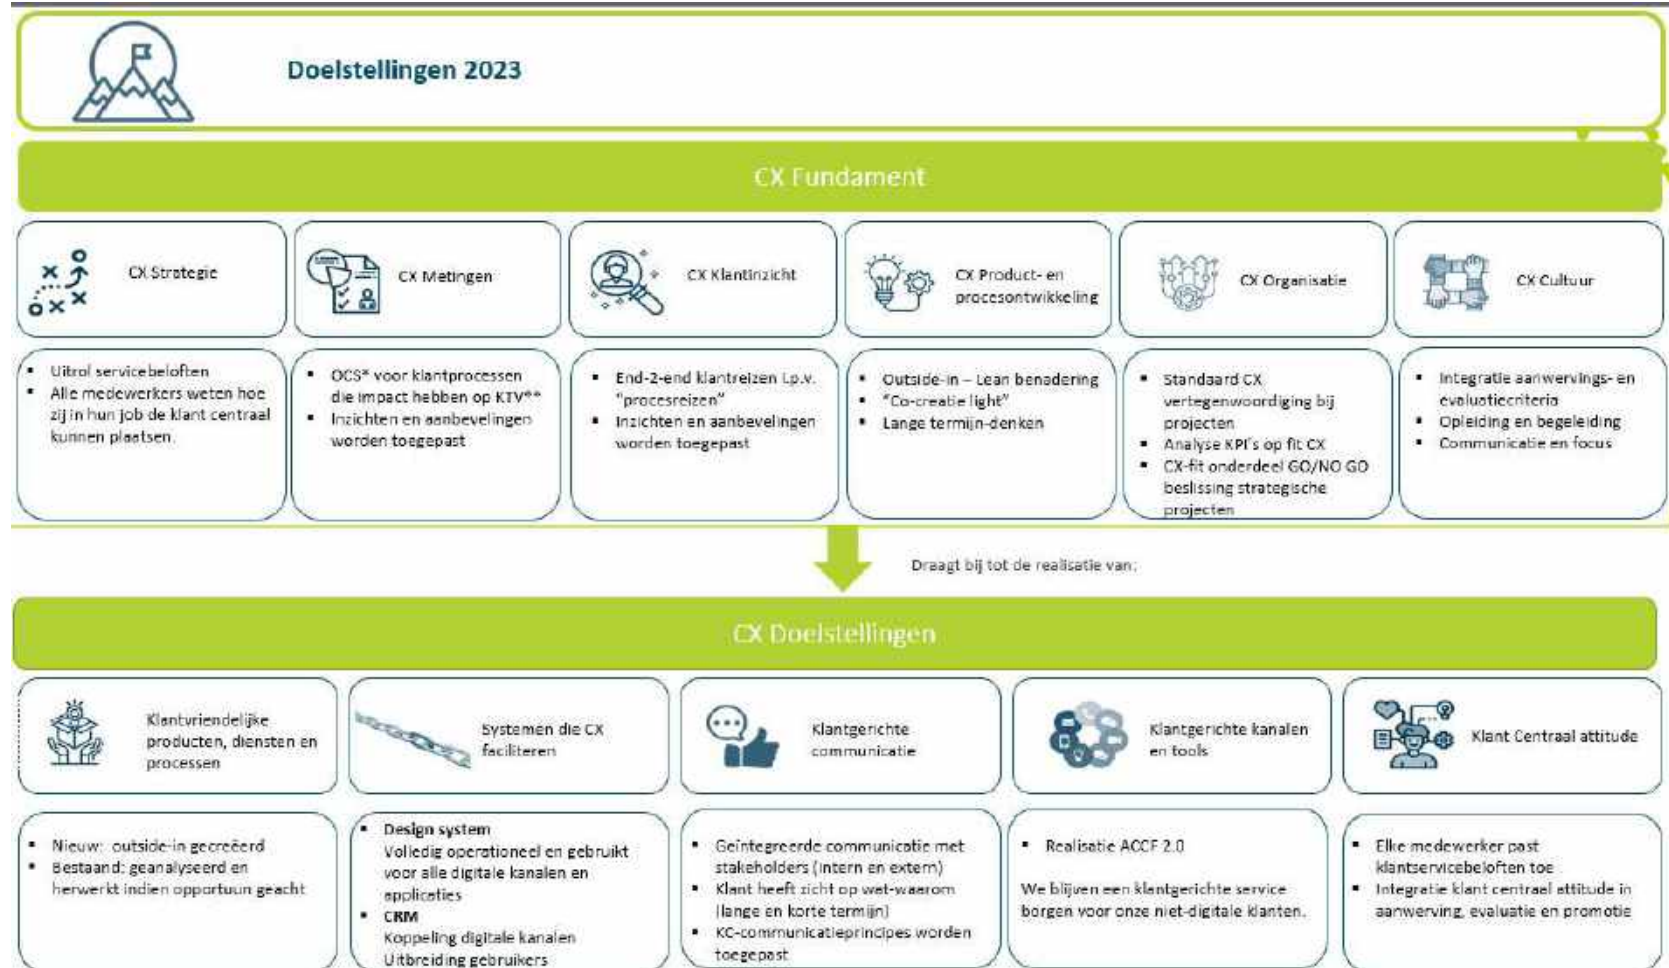 Doelstellingen 2023
CX Fundament
CX Strategie
CX Metingen
CX Klantinzicht
CX Product- en
procesontwikkeling
CX Organisatie
CX Cultuur
▪ Uitrol servicebeloften
▪ Alle medewerkers weten hoe
zij in hun job de klant centraal
kunnen plaatsen.
▪ OCS* voor klantprocessen
die impact hebben op KTV**
▪ Inzichten en aanbevelingen
worden toegepast
▪ End-2-end klantreizen i.p.v.
"procesreizen"
▪ Inzichten en aanbevelingen
worden toegepast
▪ Outside-in – Lean benadering
▪ "Co-creatie light"
▪ Lange termijn-denken
▪ Standaard CX
vertegenwoordiging bij
projecten
▪ Analyse KPI's op fit CX
▪ CX-fit onderdeel GO/NO GO
beslissing strategische
projecten
▪ Integratie aanwervings- en
evaluatiecriteria
▪ Opleiding en begeleiding
▪ Communicatie en focus
Draagt bij tot de realisatie van:
CX Doelstellingen
Klantvriendelijke
producten, diensten en
processen
Systemen die CX
faciliteren
Klantgerichte
communicatie
Klantgerichte kanalen
en tools
Klant Centraal attitude
▪ Nieuw: outside-in gecreëerd
▪ Bestaand: geanalyseerd en
herwerkt indien opportuun geacht
▪ Design system
Volledig operationeel en gebruikt
voor alle digitale kanalen en
applicaties
▪ CRM
Koppeling digitale kanalen
Uitbreiding gebruikers
▪ Geïntegreerde communicatie met
stakeholders (intern en extern)
▪ Klant heeft zicht op wat-waarom
(lange en korte termijn)
▪ KC-communicatieprincipes worden
toegepast
▪ Realisatie ACCF 2.0
We blijven een klantgerichte service
borgen voor onze niet-digitale klanten.
▪ Elke medewerker past
klantservicebeloften toe
▪ Integratie klant centraal attitude in
aanwerving, evaluatie en promotie